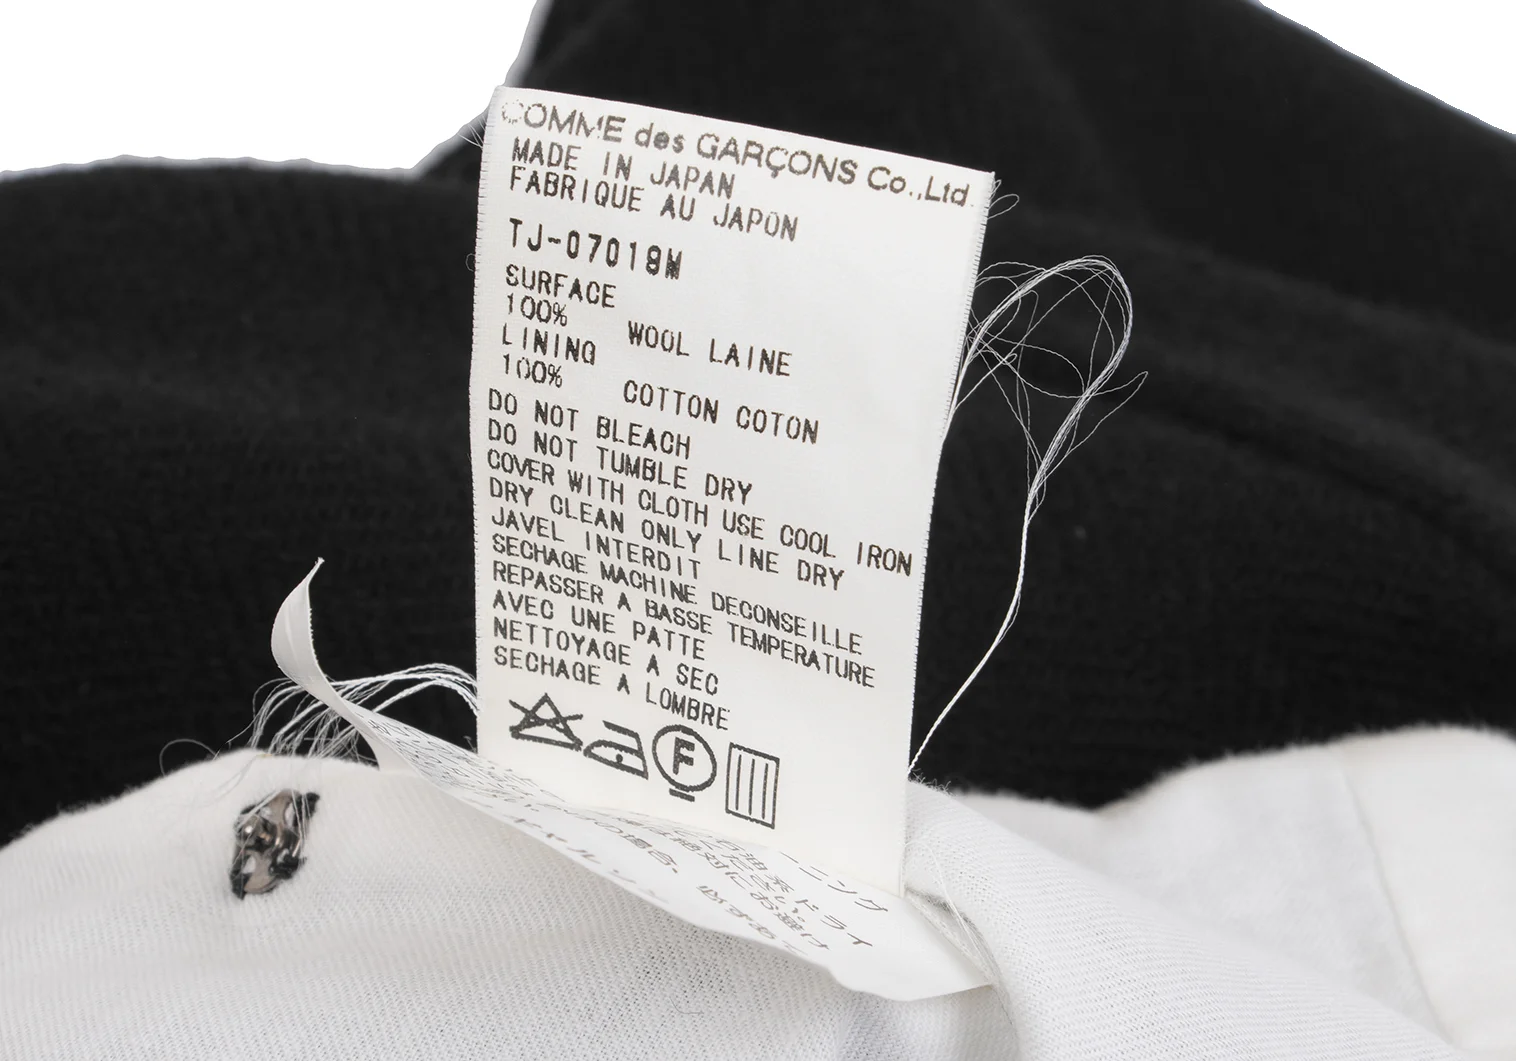 COMME des GARÇONS Co.,Ltd.
MADE IN JAPAN
FABRIQUE AU JAPON
TJ-07019M
SURFACE
100% WOOL LAINE
LINING
100% COTTON COTON
DO NOT BLEACH
DO NOT TUMBLE DRY
COVER WITH CLOTH USE COOL IRON
DRY CLEAN ONLY LINE DRY
JAVEL INTERDIT
SECHAGE MACHINE DECONSEILLE
REPASSER A BASSE TEMPERATURE
AVEC UNE PATTE
NETTOYAGE A SEC
SECHAGE A LOMBRE
F